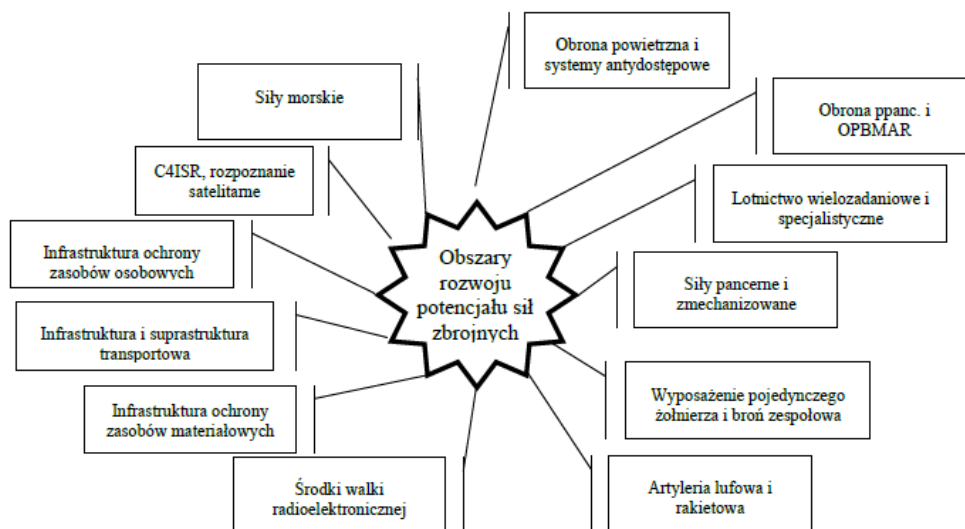 Obrona powietrzna i
systemy antydostępowe
Siły morskie
Obrona ppanc. i
OPBMAR
C4ISR, rozpoznanie
satelitarne
Lotnictwo wielozadaniowe i
specjalistyczne
Infrastruktura ochrony
zasobów osobowych
Obszary
rozwoju
potencjału sił
zbrojnych
Siły pancerne i
zmechanizowane
Infrastruktura i suprastruktura
transportowa
Wyposażenie pojedynczego
żołnierza i broń zespołowa
Infrastruktura ochrony
zasobów materiałowych
Środki walki
radioelektronicznej
Artyleria lufowa i
rakietowa